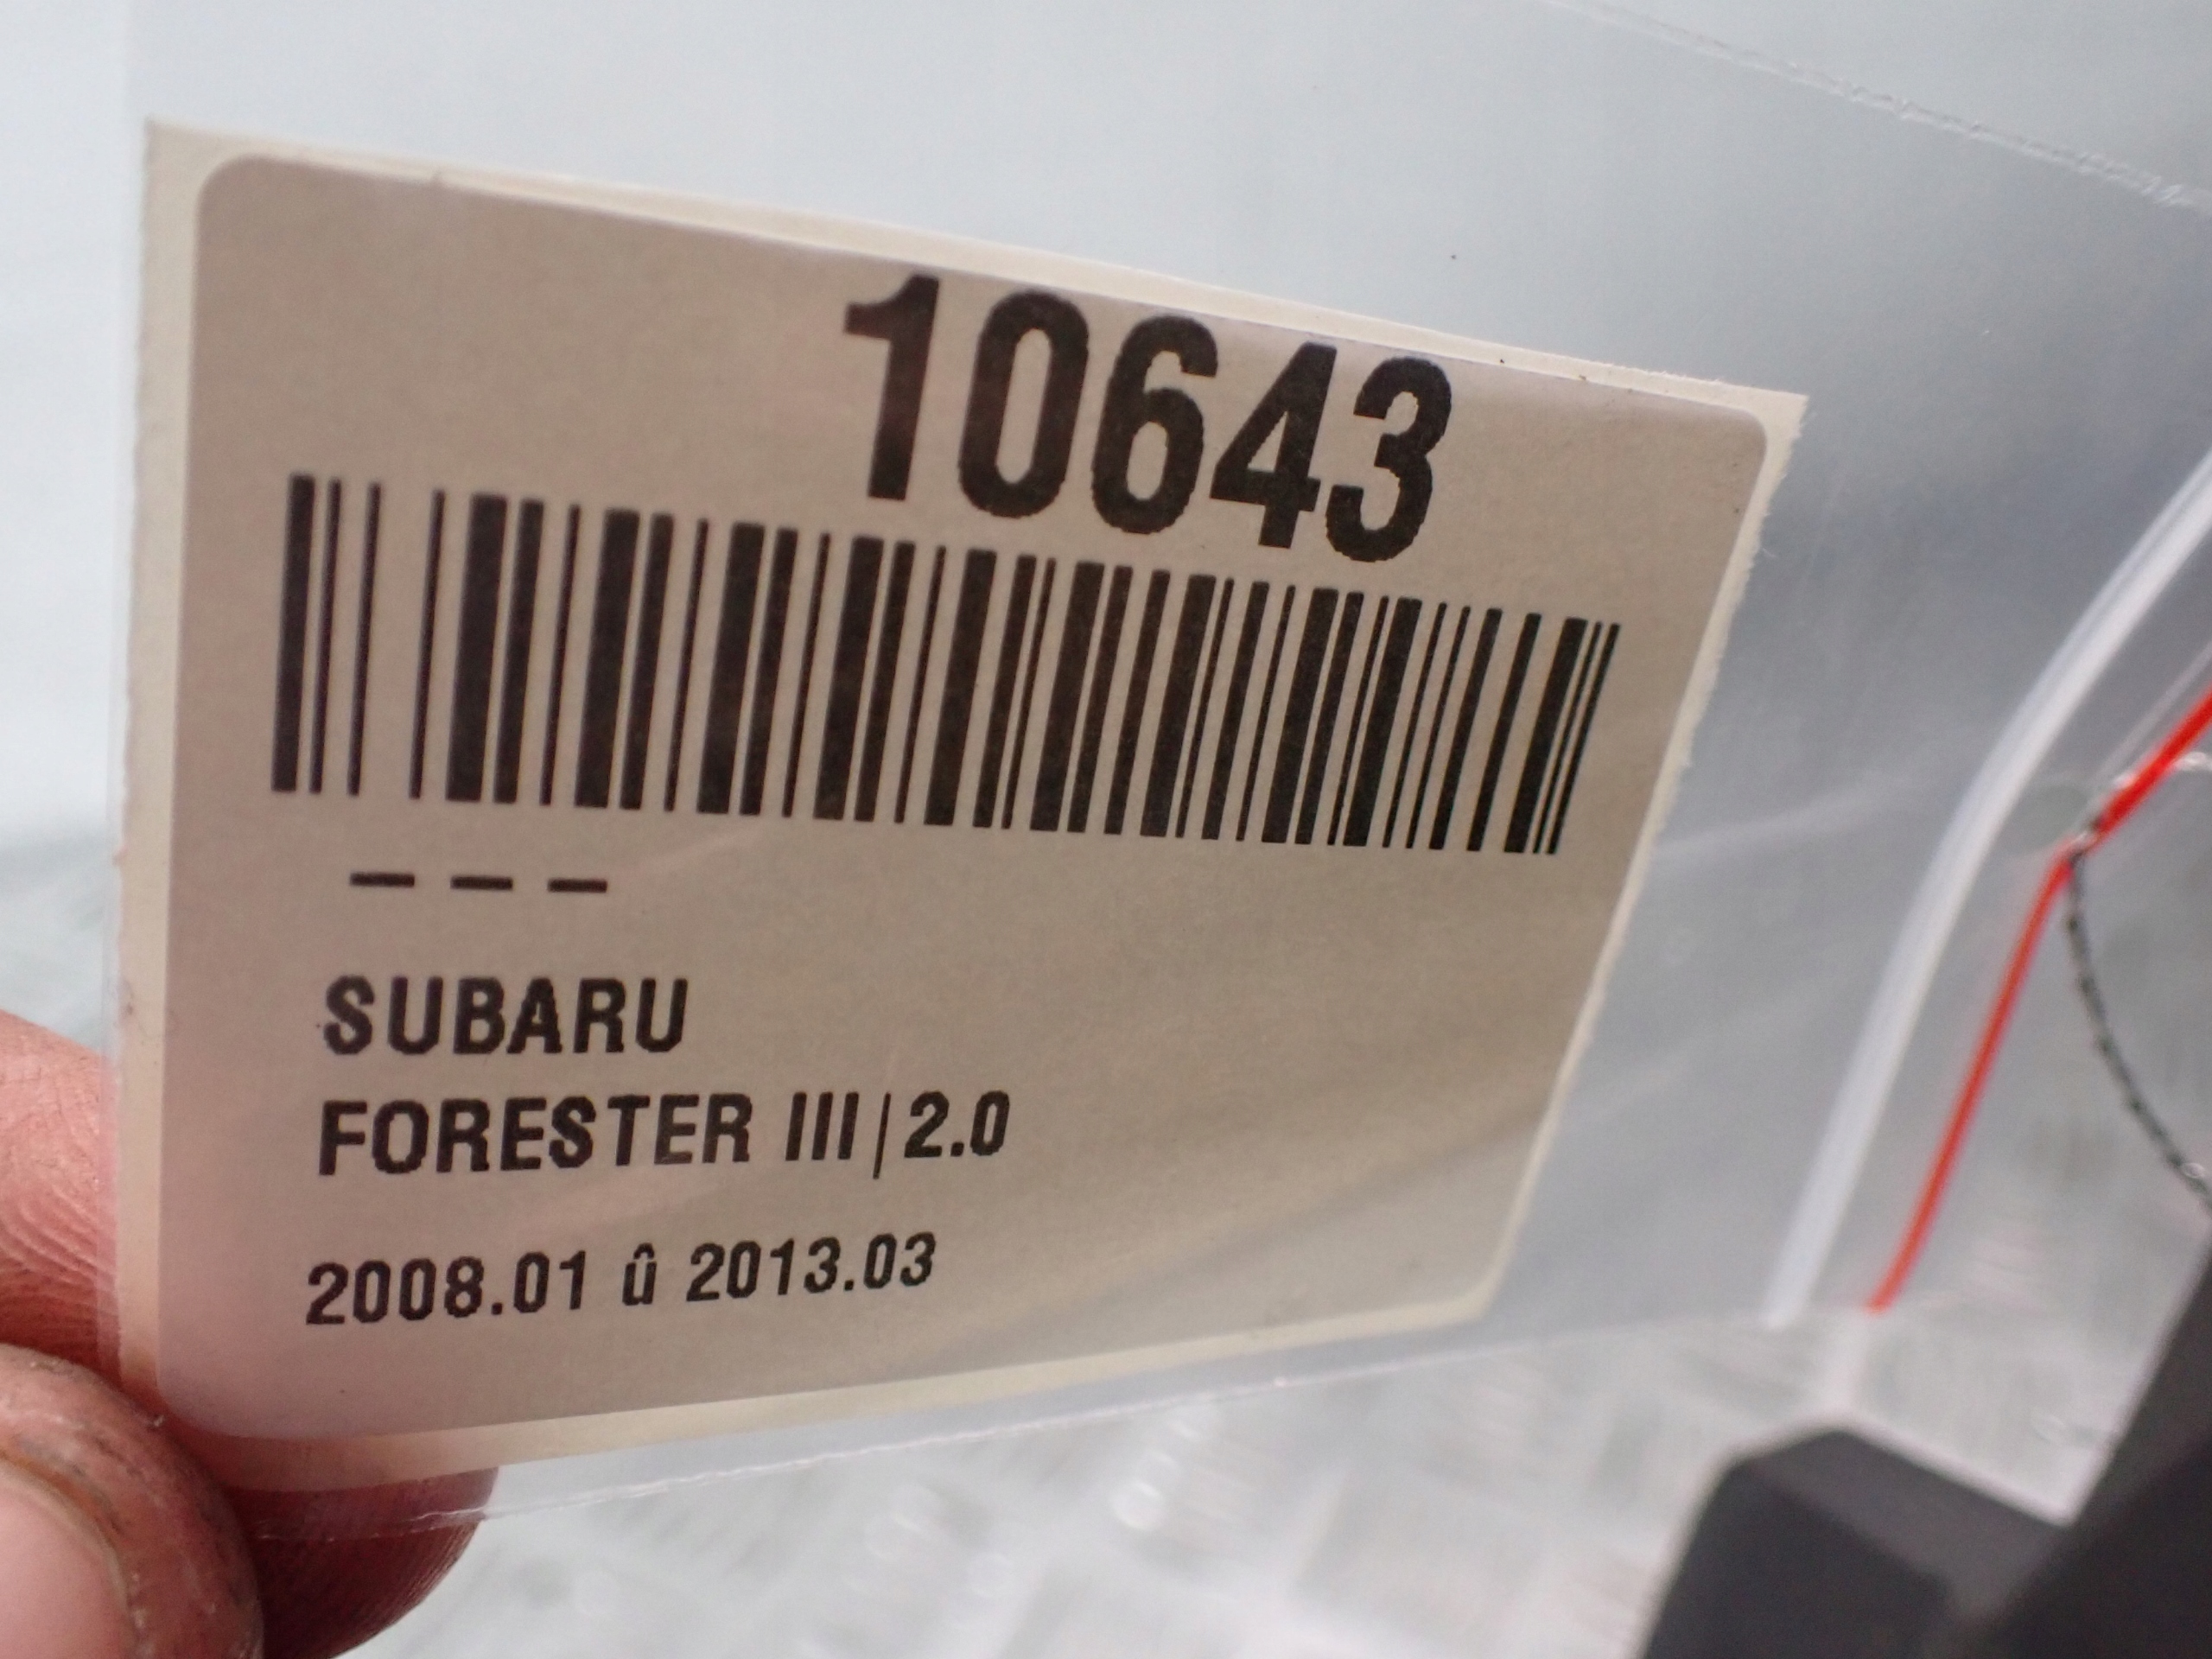 10643
– – –
SUBARU
FORESTER III|2.0
2008.01 û 2013.03